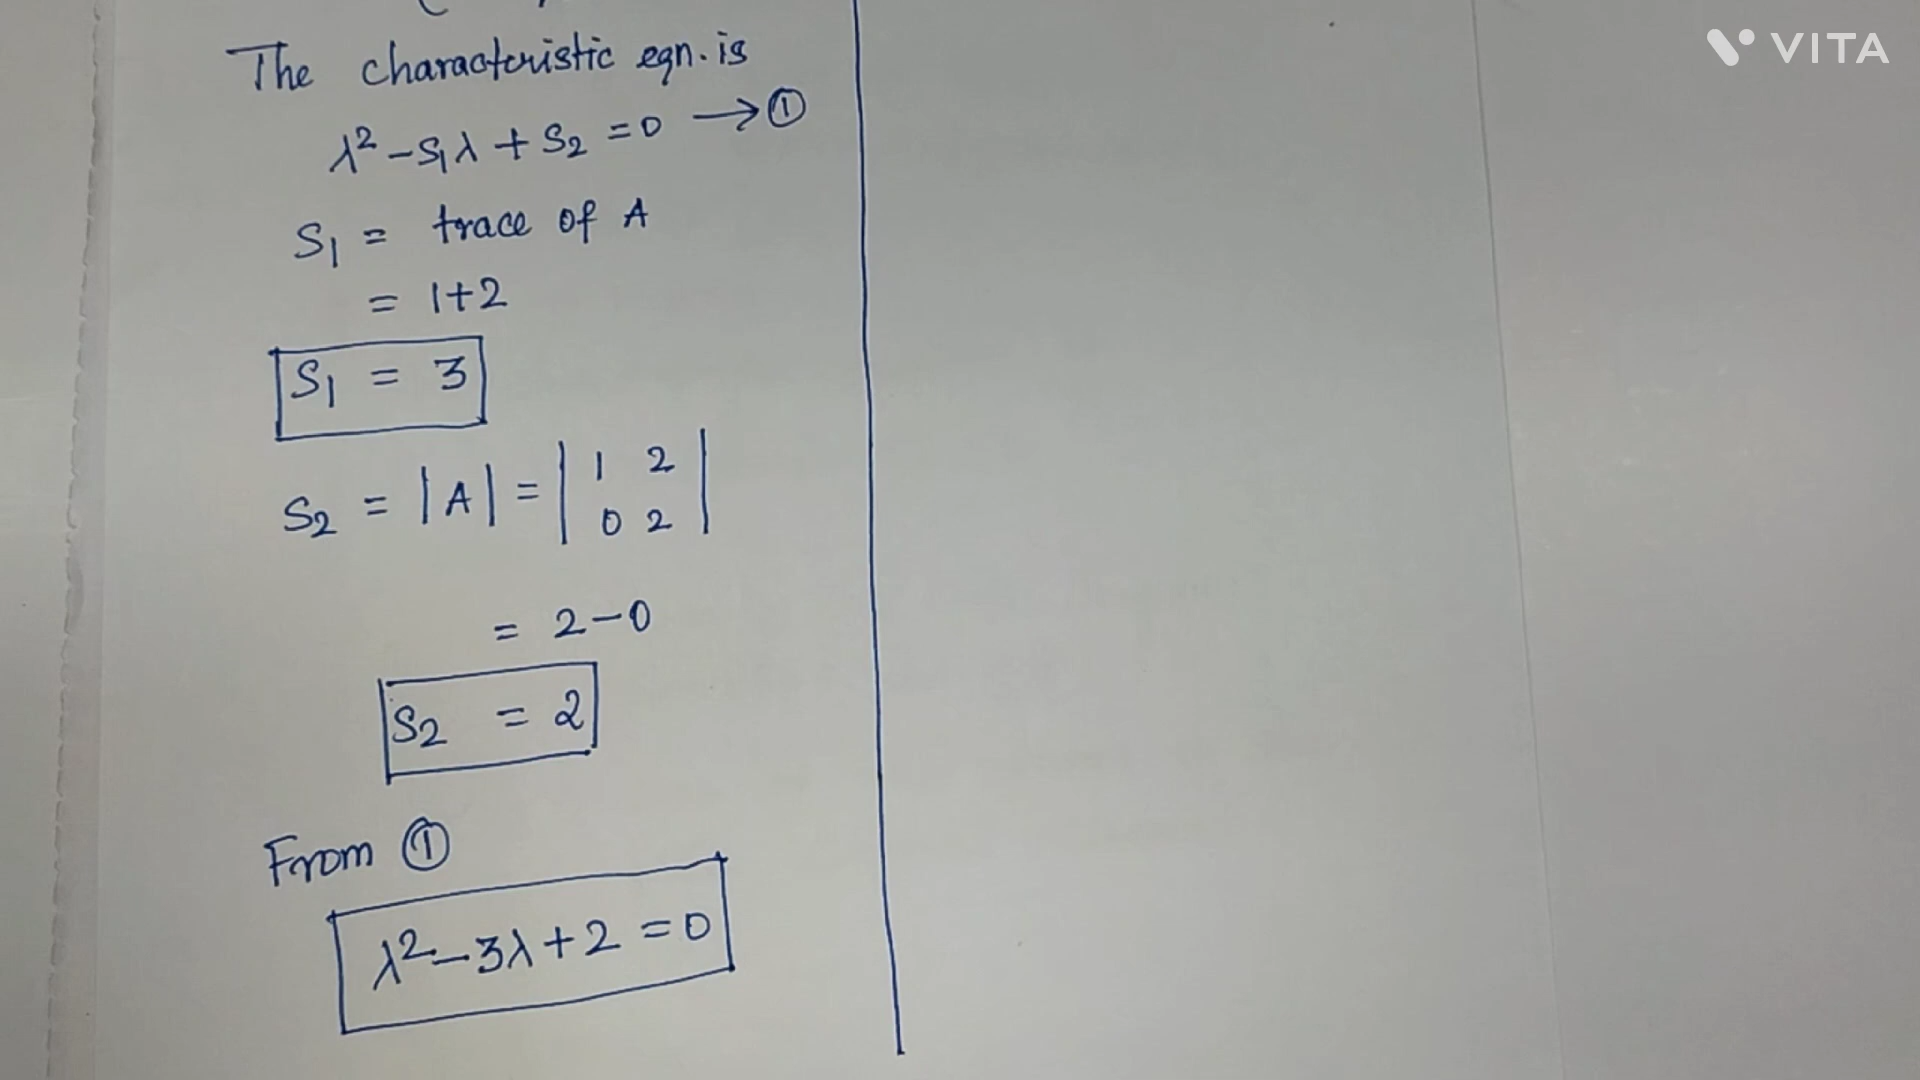 The characteristic eqn. is
λ² - S₁λ + S₂ = 0 → ①
S₁ = trace of A
= 1+2
S₁ = 3
S₂ = |A| = | 1 2 |
| 0 2 |
= 2-0
S₂ = 2
From ①
λ² - 3λ + 2 = 0
VITA